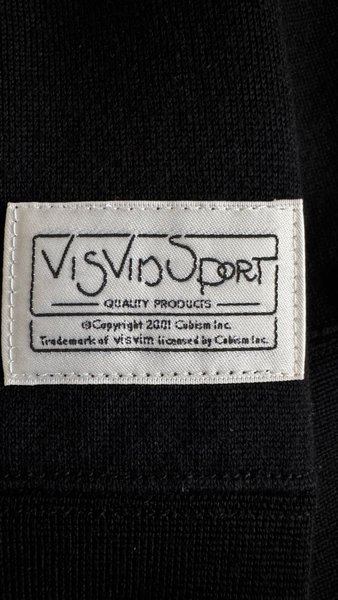 VISVIM SPORT
QUALITY PRODUCTS
©Copyright 2001 Cubism Inc.
Trademark of visvim licensed by Cubism Inc.